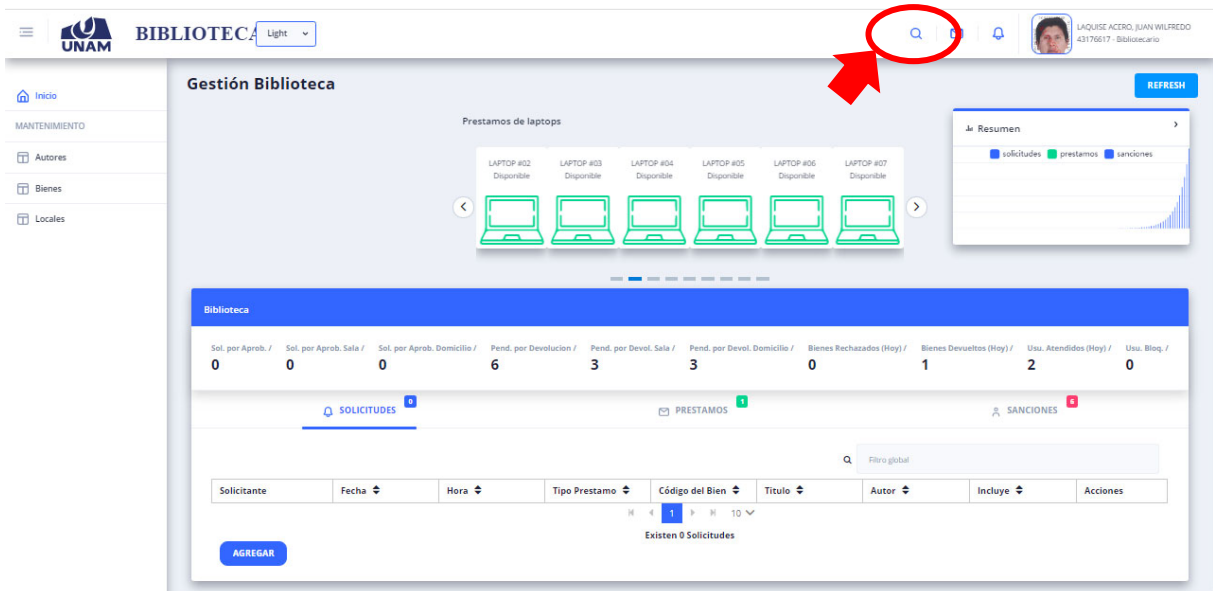 UNAM
BIBLIOTECA
Light
LAQUISE ACERO, JUAN WILFREDO
43176617 - Bibliotecario
Inicio
MANTENIMIENTO
Autores
Bienes
Locales
Gestión Biblioteca
REFRESH
Prestamos de laptops
LAPTOP #02 LAPTOP #03 LAPTOP #04 LAPTOP #05 LAPTOP #06 LAPTOP #07
Disponible Disponible Disponible Disponible Disponible Disponible
Resumen
solicitudes prestamos sanciones
Biblioteca
Sol. por Aprob. / Sol. por Aprob. Sala / Sol. por Aprob. Domicilio / Pend. por Devolucion / Pend. por Devol. Sala / Pend. por Devol. Domicilio / Bienes Rechazados (Hoy) / Bienes Devueltos (Hoy) / Usu. Atendidos (Hoy) / Usu. Bloq. /
0 0 0 6 3 3 0 1 2 0
SOLICITUDES 0 PRESTAMOS 1 SANCIONES 6
Filtro global
Solicitante Fecha Hora Tipo Prestamo Código del Bien Titulo Autor Incluye Acciones
1 10
Existen 0 Solicitudes
AGREGAR